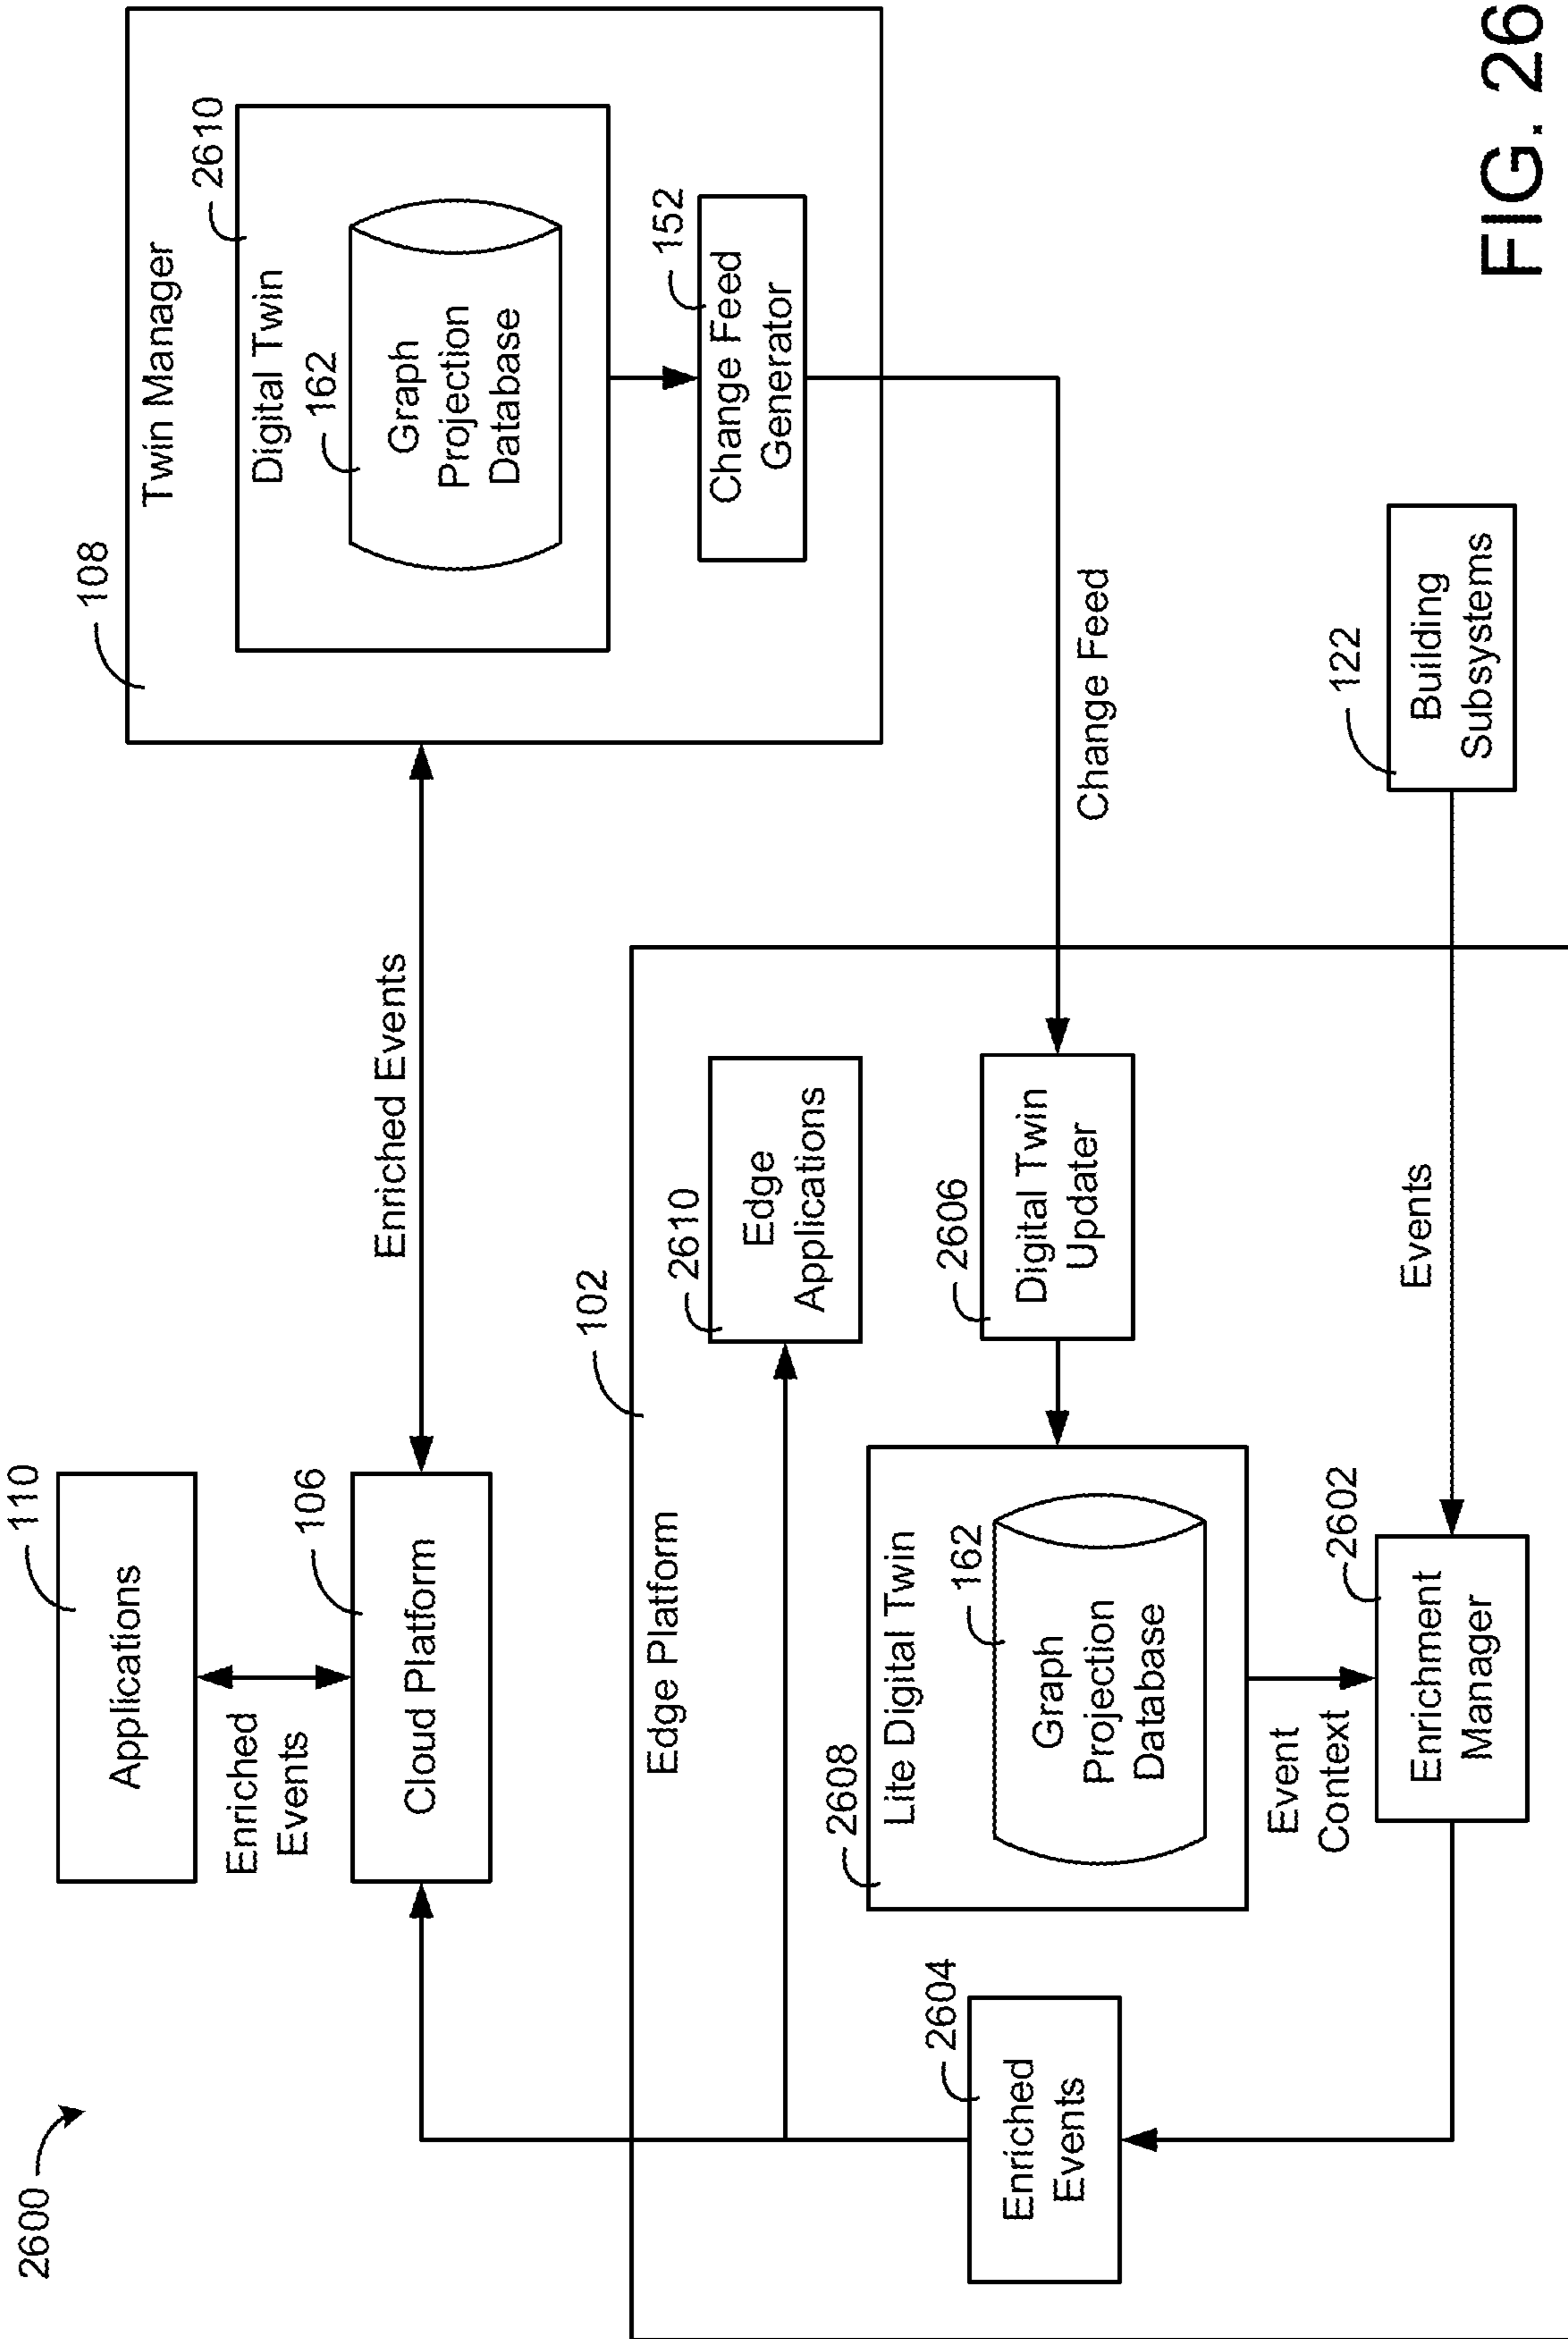 2600
110
Applications
Enriched
Events
106
Cloud Platform
Enriched Events
108
Twin Manager
2610
Digital Twin
162
Graph
Projection
Database
152
Change Feed
Generator
Change Feed
102
Edge Platform
2610
Edge
Applications
2608
Lite Digital Twin
162
Graph
Projection
Database
2606
Digital Twin
Updater
2604
Enriched
Events
Event
Context
2602
Enrichment
Manager
Events
122
Building
Subsystems
FIG. 26